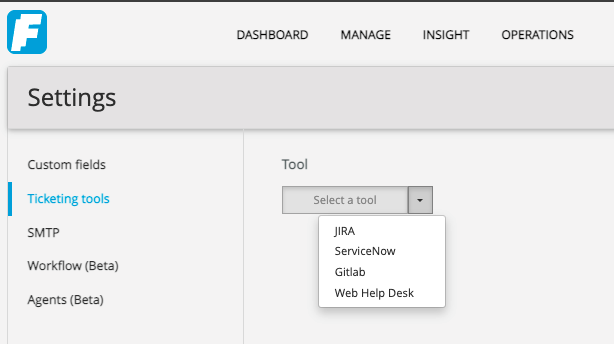 F
DASHBOARD MANAGE INSIGHT OPERATIONS
Settings
Custom fields
Ticketing tools
SMTP
Workflow (Beta)
Agents (Beta)
Tool
Select a tool
JIRA
ServiceNow
Gitlab
Web Help Desk